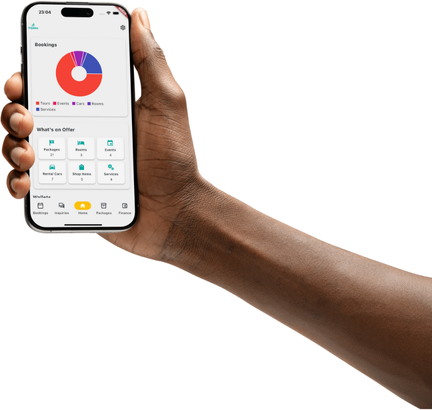 23:04
Bookings
Tours Events Cars Rooms
Services
What's on Offer
Packages Rooms Events
Rental Cars Shop Items Services
Bookings Inquiries Home Packages Finance